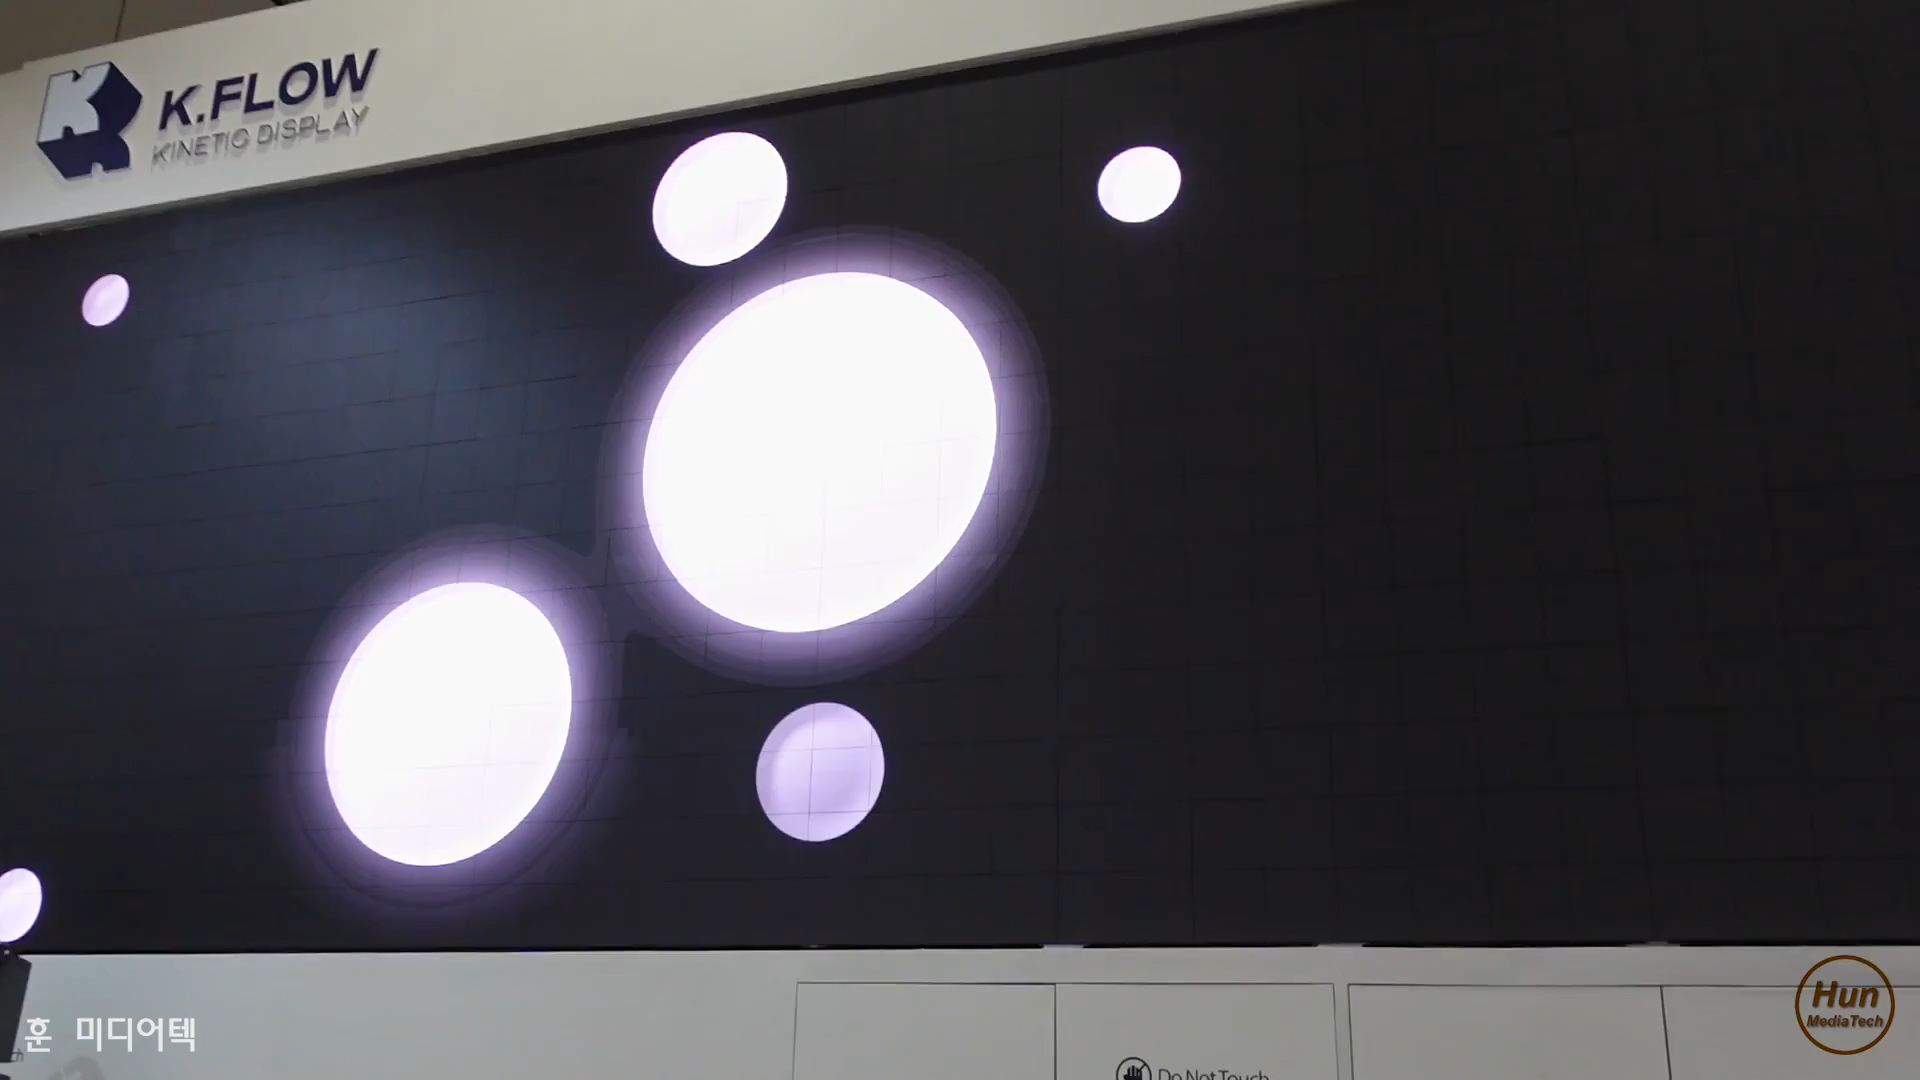 K.FLOW
KINETIC DISPLAY
훈 미디어텍
Hun
MediaTech
Do Not Touch